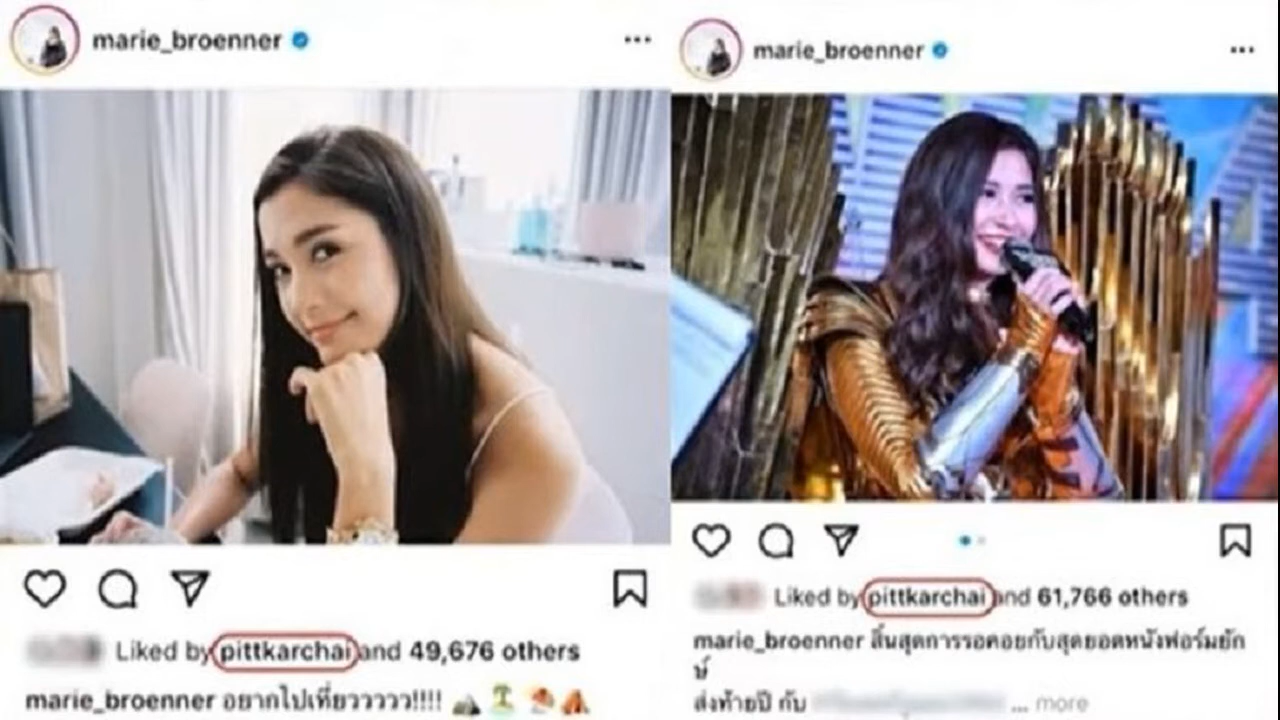 marie_broenner
Liked by pittkarchai and 49,676 others
marie_broenner อยากไปเที่ยววววว!!!!
marie_broenner
Liked by pittkarchai and 61,766 others
marie_broenner สิ้นสุดการรอคอยกับสุดยอดหนังฟอร์มยัก
ษ์
ส่งท้ายปี กับ ... more